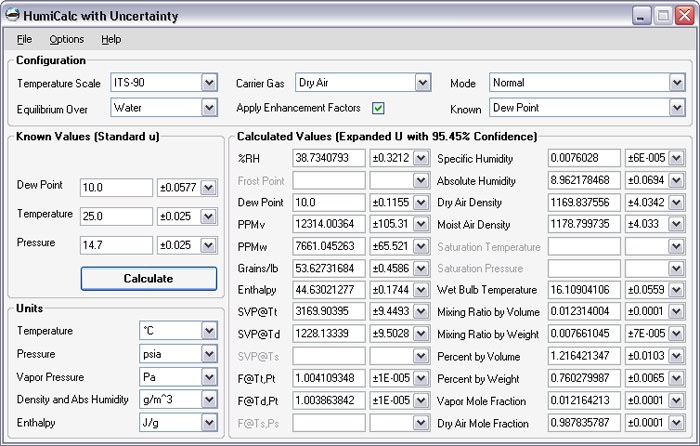 HumiCalc with Uncertainty
File Options Help
Configuration
Temperature Scale ITS-90 Carrier Gas Dry Air Mode Normal
Equilibrium Over Water Apply Enhancement Factors Known Dew Point
Known Values (Standard u)
Dew Point 10.0 ±0.0577
Temperature 25.0 ±0.025
Pressure 14.7 ±0.025
Calculate
Units
Temperature °C
Pressure psia
Vapor Pressure Pa
Density and Abs Humidity g/m^3
Enthalpy J/g
Calculated Values (Expanded U with 95.45% Confidence)
%RH 38.7340793 ±0.3212 Specific Humidity 0.0076028 ±6E-005
Frost Point Absolute Humidity 8.962178468 ±0.0694
Dew Point 10.0 ±0.1155 Dry Air Density 1169.837556 ±4.0342
PPMv 12314.00364 ±105.31 Moist Air Density 1178.799735 ±4.033
PPMw 7661.045263 ±65.521 Saturation Temperature
Grains/lb 53.62731684 ±0.4586 Saturation Pressure
Enthalpy 44.63021277 ±0.1744 Wet Bulb Temperature 16.10904106 ±0.0559
SVP@Tt 3169.90395 ±9.4493 Mixing Ratio by Volume 0.012314004 ±0.0001
SVP@Td 1228.13339 ±9.5028 Mixing Ratio by Weight 0.007661045 ±7E-005
SVP@Ts Percent by Volume 1.216421347 ±0.0103
F@Tt,Pt 1.004109348 ±1E-005 Percent by Weight 0.760279987 ±0.0065
F@Td,Pt 1.003863842 ±1E-005 Vapor Mole Fraction 0.012164213 ±0.0001
F@Ts,Ps Dry Air Mole Fraction 0.987835787 ±0.0001